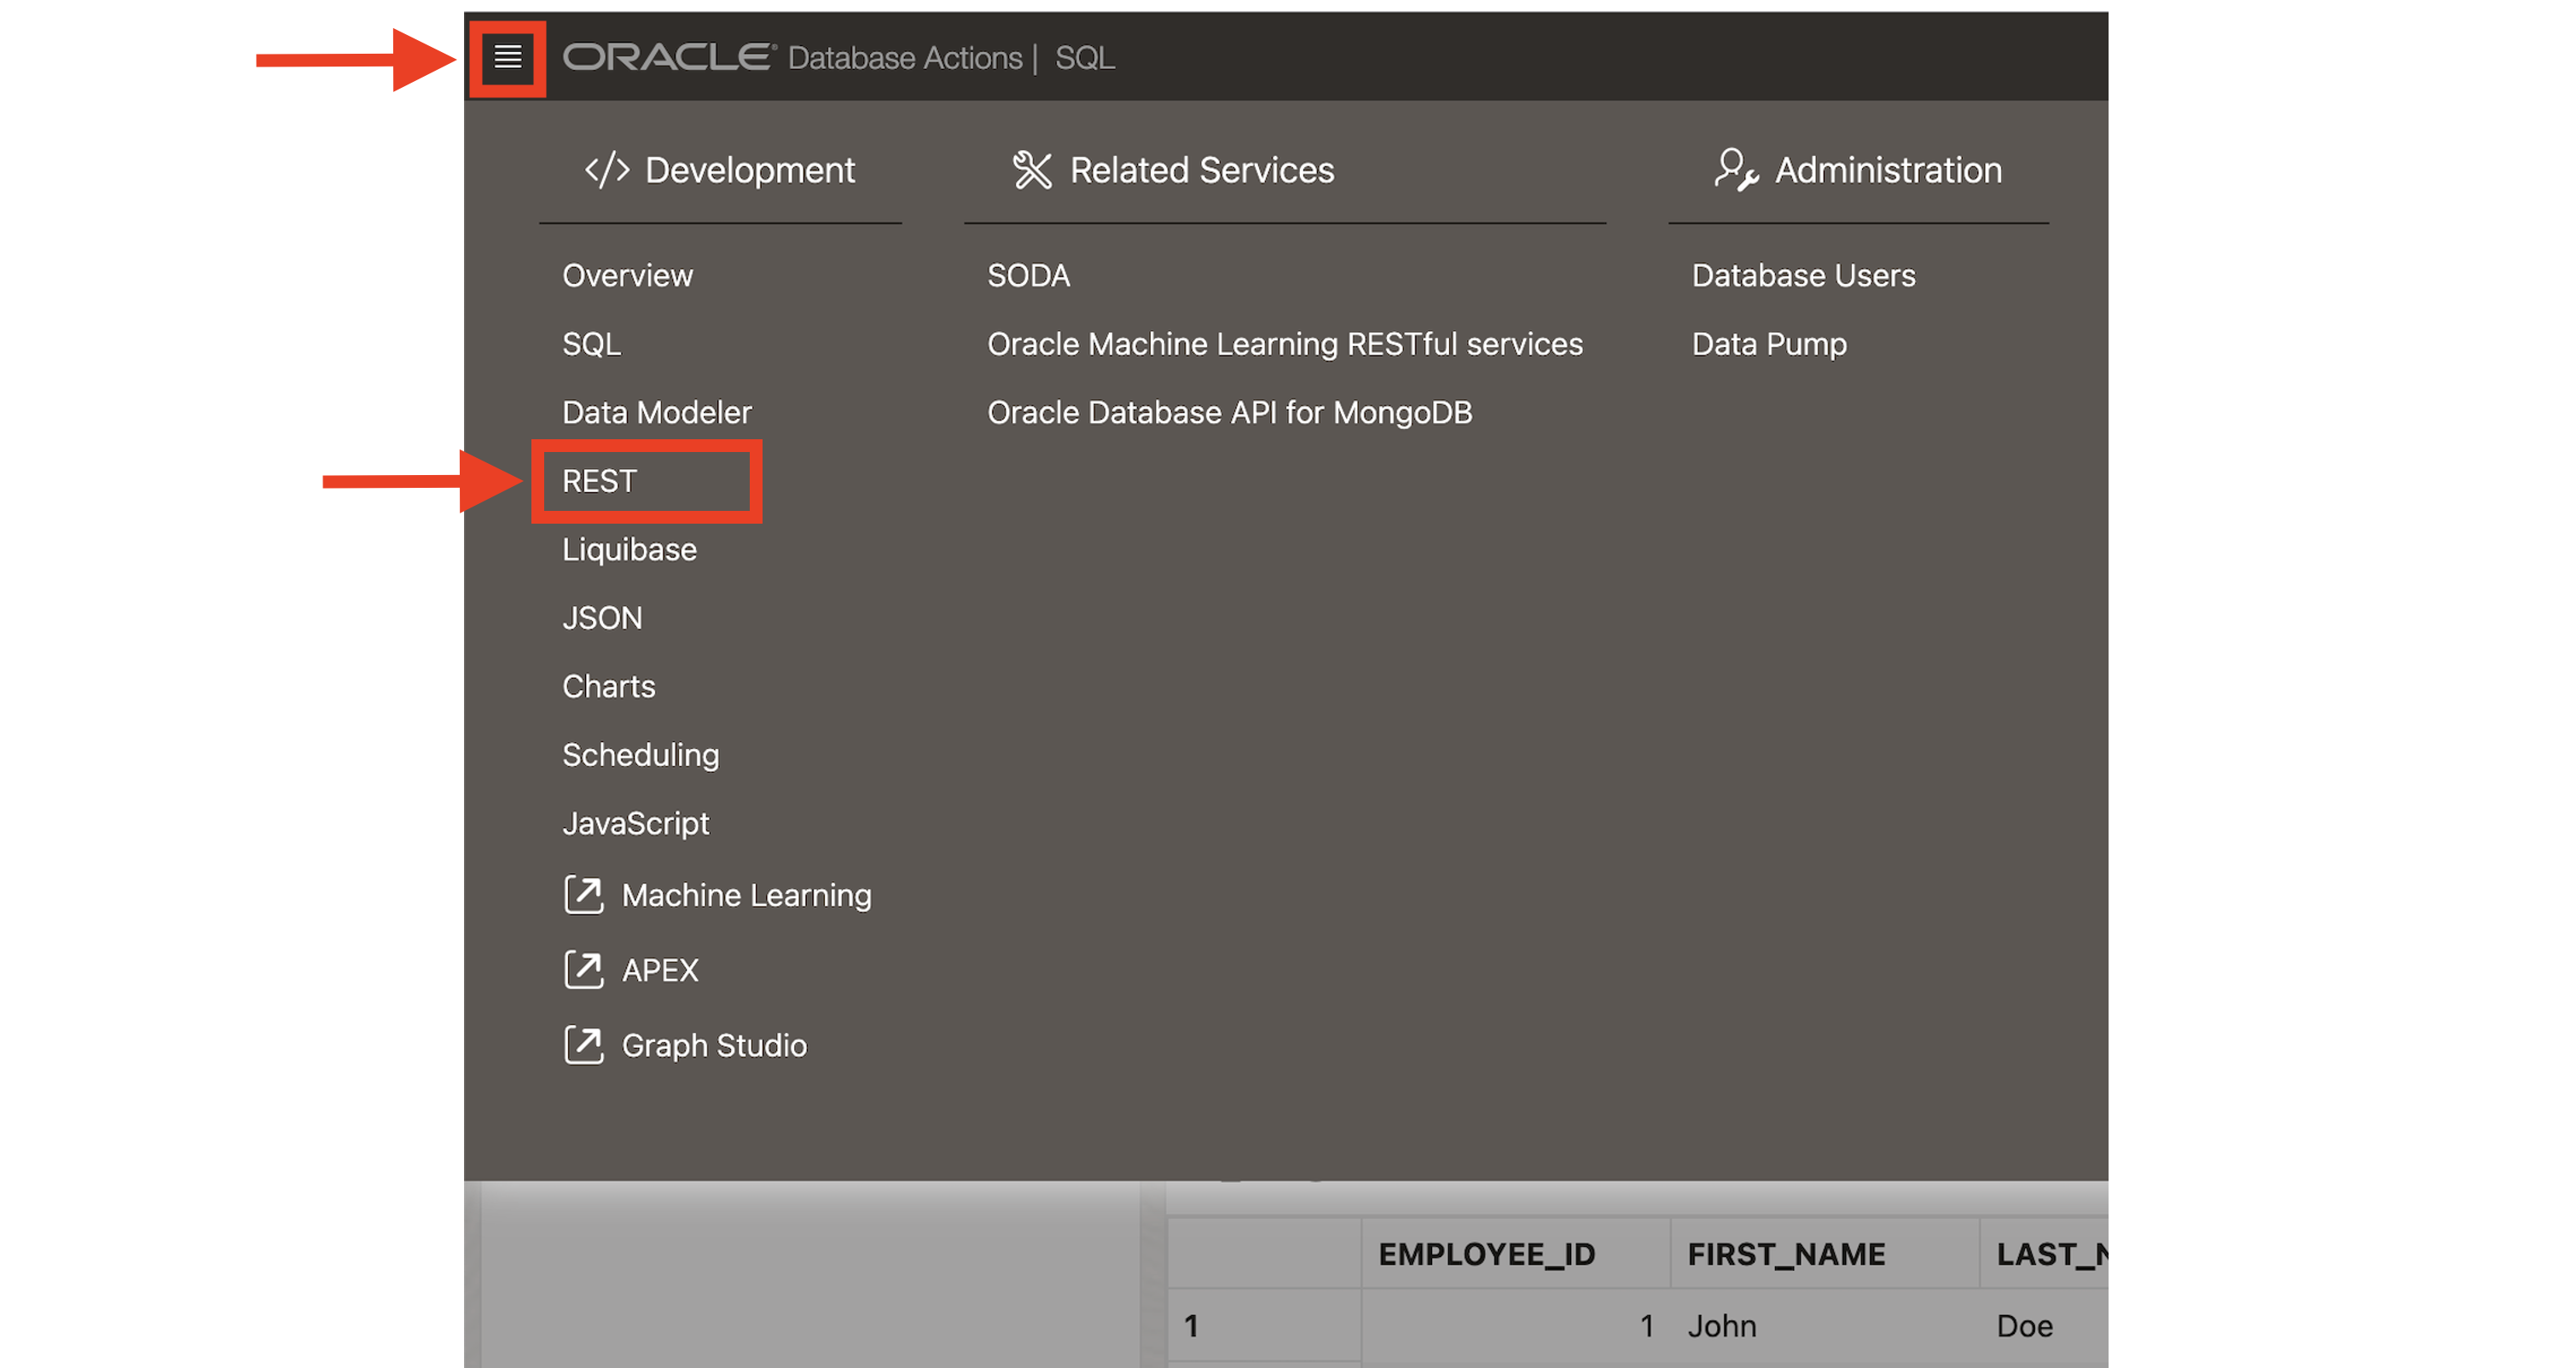 ORACLE® Database Actions | SQL
Development
Overview
SQL
Data Modeler
REST
Liquibase
JSON
Charts
Scheduling
JavaScript
Machine Learning
APEX
Graph Studio
Related Services
SODA
Oracle Machine Learning RESTful services
Oracle Database API for MongoDB
Administration
Database Users
Data Pump
EMPLOYEE_ID FIRST_NAME LAST_N
1 1 John Doe